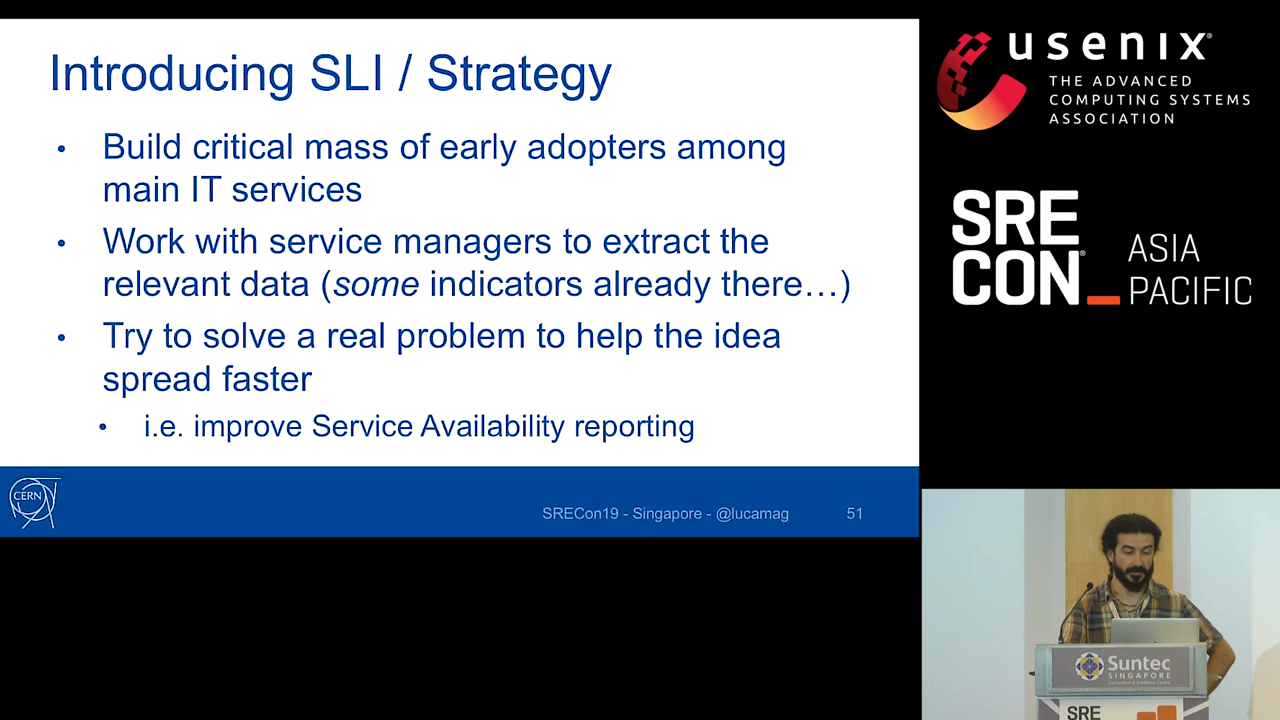 Introducing SLI / Strategy
• Build critical mass of early adopters among
main IT services
• Work with service managers to extract the
relevant data (some indicators already there…)
• Try to solve a real problem to help the idea
spread faster
• i.e. improve Service Availability reporting
CERN
SRECon19 - Singapore - @lucamag 51
usenix®
THE ADVANCED
COMPUTING SYSTEMS
ASSOCIATION
SRE
CON®_
ASIA
PACIFIC
Suntec
SINGAPORE
SRE